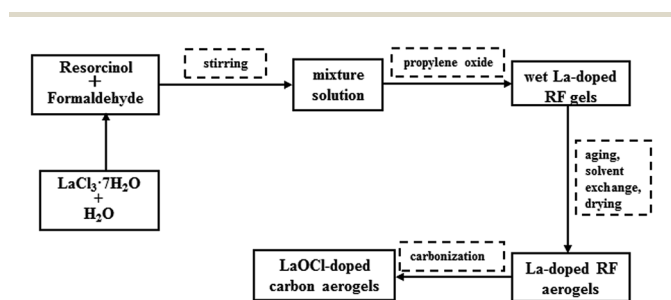 Resorcinol
+
Formaldehyde
stirring
mixture
solution
propylene oxide
wet La-doped
RF gels
LaCl₃·7H₂O
+
H₂O
aging,
solvent
exchange,
drying
La-doped RF
aerogels
carbonization
LaOCl-doped
carbon aerogels